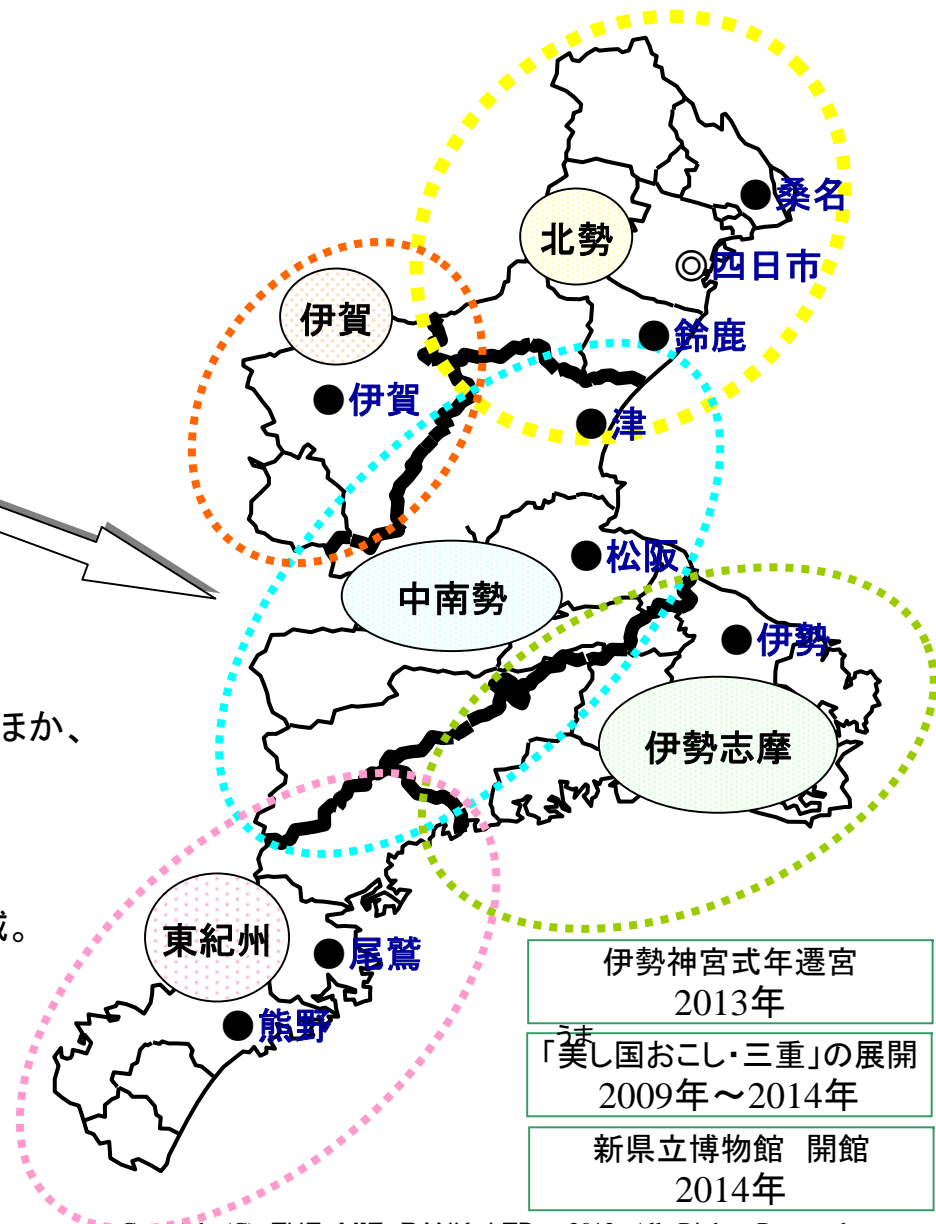 桑名
北勢
四日市
伊賀
鈴鹿
伊賀
津
松阪
中南勢
伊勢
ほか、
伊勢志摩
。
東紀州
尾鷲
熊野
伊勢神宮式年遷宮
2013年
うま
「美し国おこし・三重」の展開
2009年～2014年
新県立博物館 開館
2014年